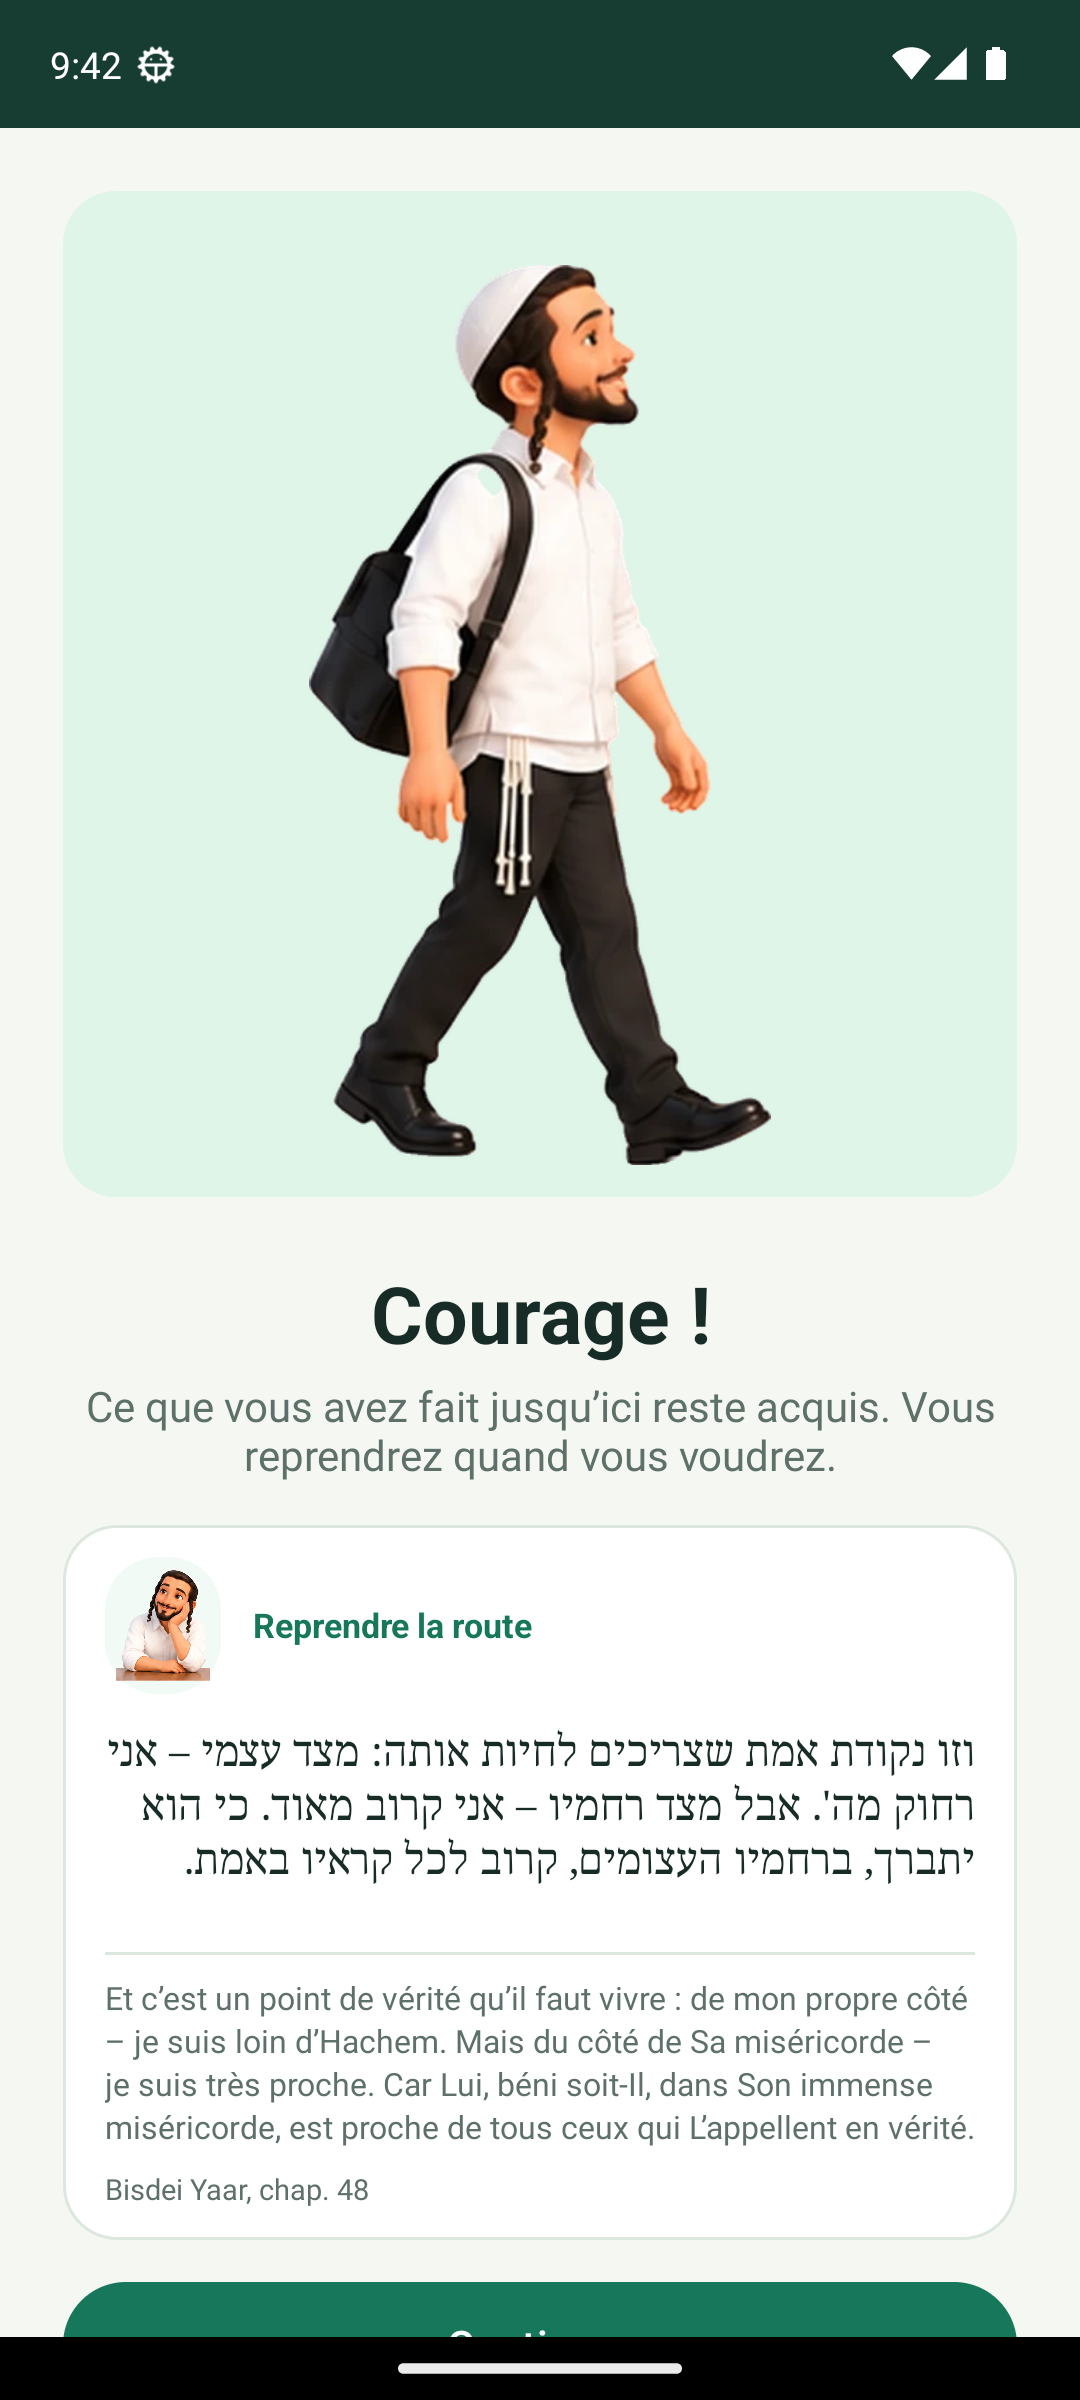 9:42
Courage !
Ce que vous avez fait jusqu’ici reste acquis. Vous
reprendrez quand vous voudrez.
Reprendre la route
וזו נקודת אמת שצריכים לחיות אותה: מצד עצמי – אני
רחוק מה'. אבל מצד רחמיו – אני קרוב מאוד. כי הוא
יתברך, ברחמיו העצומים, קרוב לכל קראיו באמת.
Et c’est un point de vérité qu’il faut vivre : de mon propre côté
– je suis loin d’Hachem. Mais du côté de Sa miséricorde –
je suis très proche. Car Lui, béni soit-Il, dans Son immense
miséricorde, est proche de tous ceux qui L’appellent en vérité.
Bisdei Yaar, chap. 48